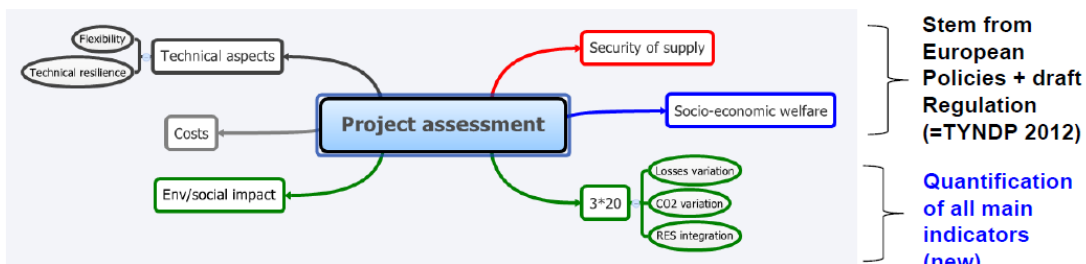 Flexibility
Technical resilience
Technical aspects
Costs
Env/social impact
Project assessment
Security of supply
Socio-economic welfare
3*20
Losses variation
CO2 variation
RES integration
Stem from
European
Policies + draft
Regulation
(=TYNDP 2012)
Quantification
of all main
indicators
(new)